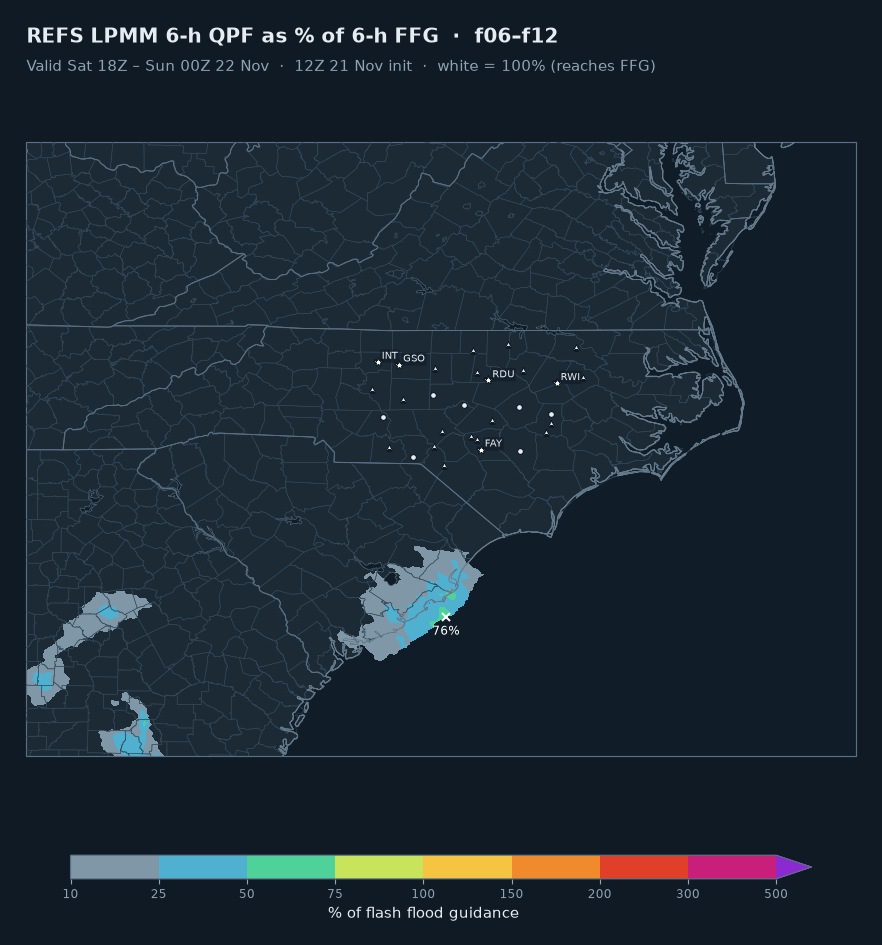 REFS LPMM 6-h QPF as % of 6-h FFG  ·  f06–f12
Valid Sat 18Z – Sun 00Z 22 Nov  ·  12Z 21 Nov init  ·  white = 100% (reaches FFG)
INT
GSO
RDU
RWI
FAY
76%
10 25 50 75 100 150 200 300 500
% of flash flood guidance